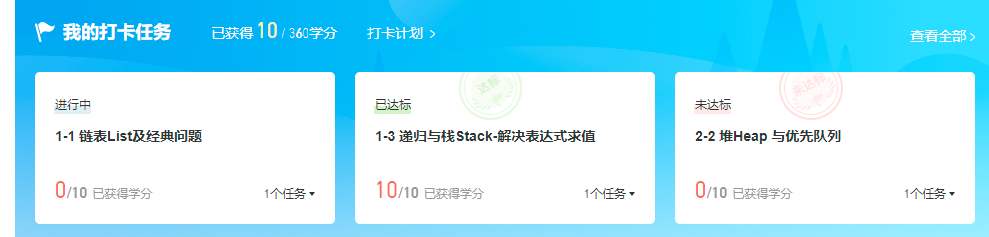 我的打卡任务 已获得 10 / 360学分 打卡计划 > 查看全部 >
进行中
1-1 链表List及经典问题
0/10 已获得学分 1个任务
已达标
已达标
1-3 递归与栈Stack-解决表达式求值
10/10 已获得学分 1个任务
未达标
未达标
2-2 堆Heap 与优先队列
0/10 已获得学分 1个任务